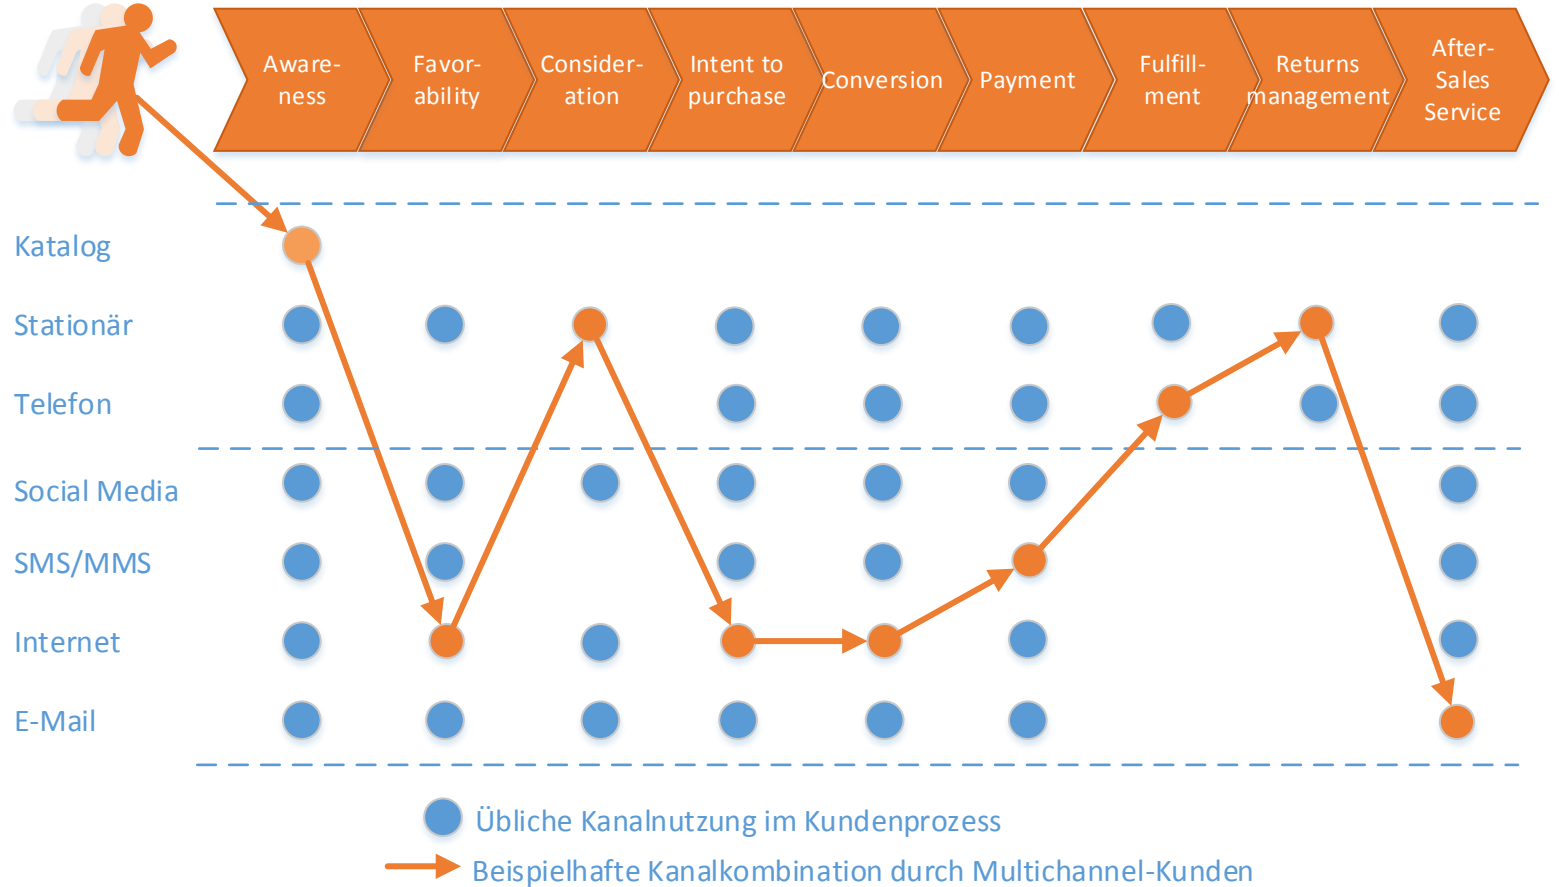 Aware-
ness
Favor-
ability
Consider-
ation
Intent to
purchase
Conversion
Payment
Fulfill-
ment
Returns
management
After-
Sales
Service
Katalog
Stationär
Telefon
Social Media
SMS/MMS
Internet
E-Mail
Übliche Kanalnutzung im Kundenprozess
Beispielhafte Kanalkombination durch Multichannel-Kunden